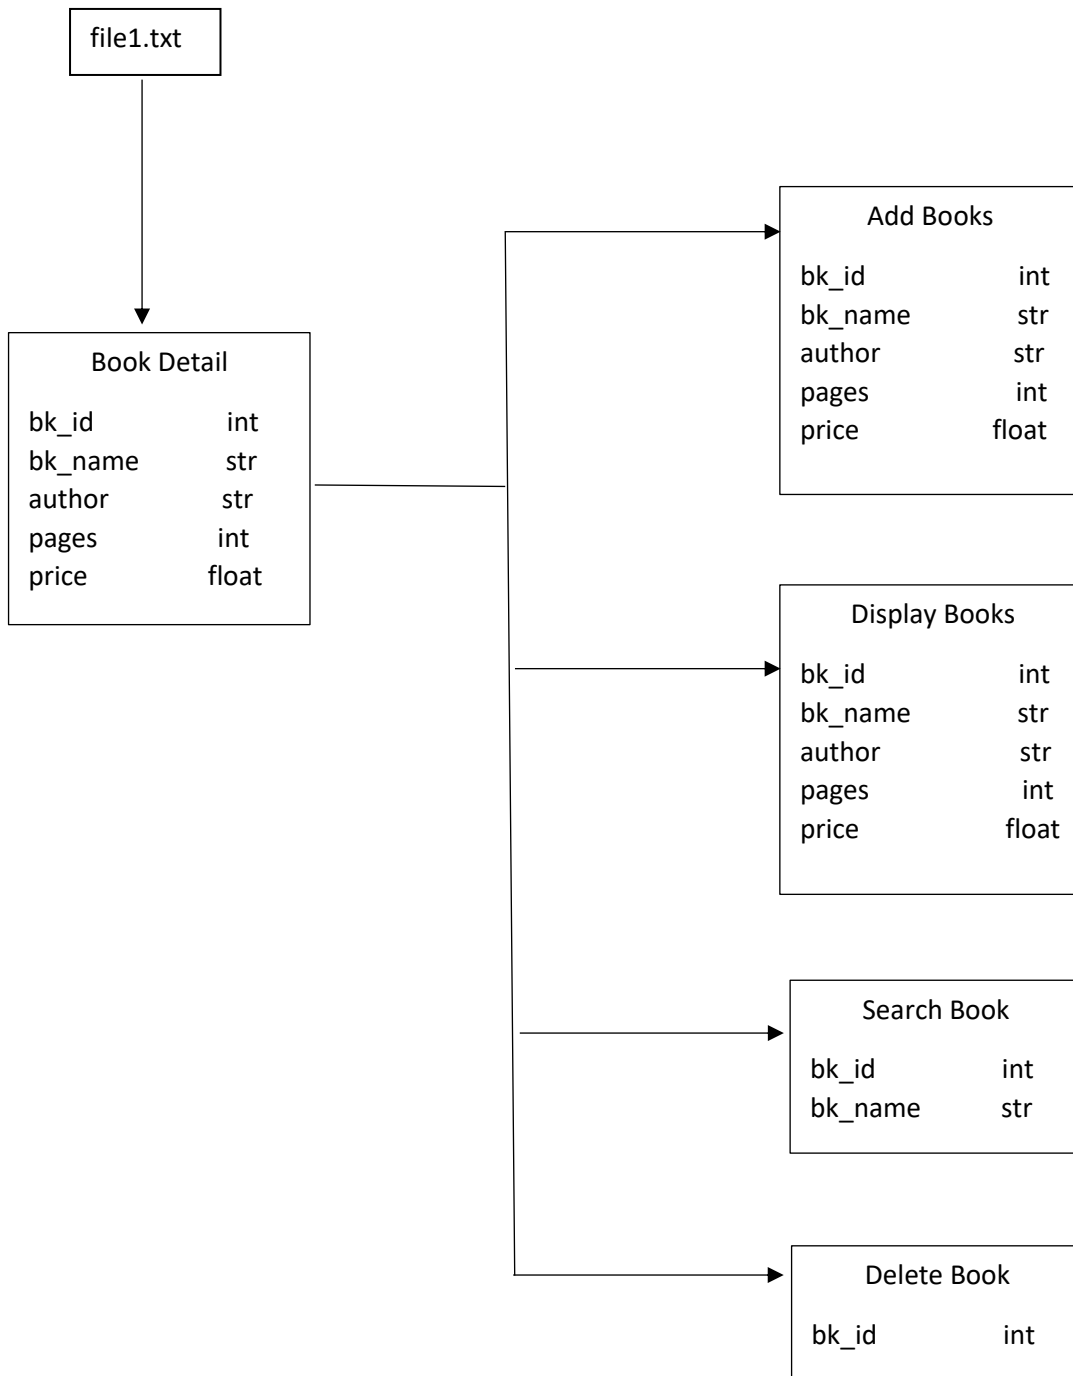 file1.txt
Book Detail
bk_id int
bk_name str
author str
pages int
price float
Add Books
bk_id int
bk_name str
author str
pages int
price float
Display Books
bk_id int
bk_name str
author str
pages int
price float
Search Book
bk_id int
bk_name str
Delete Book
bk_id int